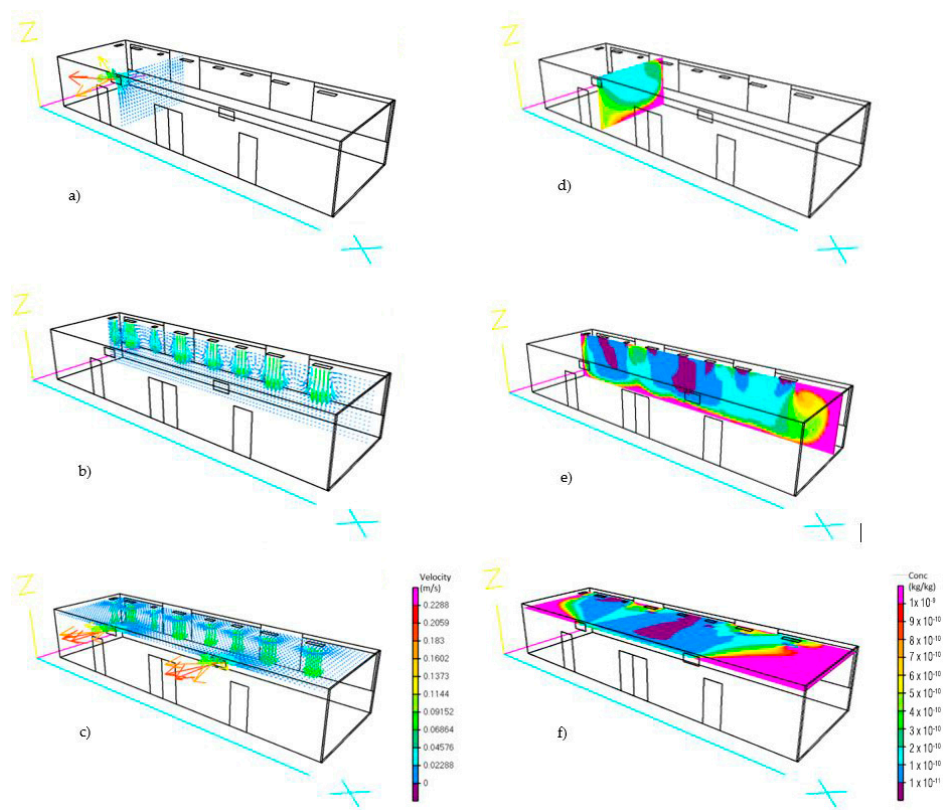 Z
a)
X
Z
d)
X
Z
b)
X
Z
e)
X
Z
c)
X
Velocity
(m/s)
0.2288
0.2059
0.183
0.1602
0.1373
0.1144
0.09152
0.06864
0.04576
0.02288
0
Z
f)
X
Conc
(kg/kg)
1x 10⁻⁹
9 x 10⁻¹⁰
8 x 10⁻¹⁰
7 x 10⁻¹⁰
6 x 10⁻¹⁰
5 x 10⁻¹⁰
4 x 10⁻¹⁰
3 x 10⁻¹⁰
2 x 10⁻¹⁰
1 x 10⁻¹⁰
1 x 10⁻¹¹